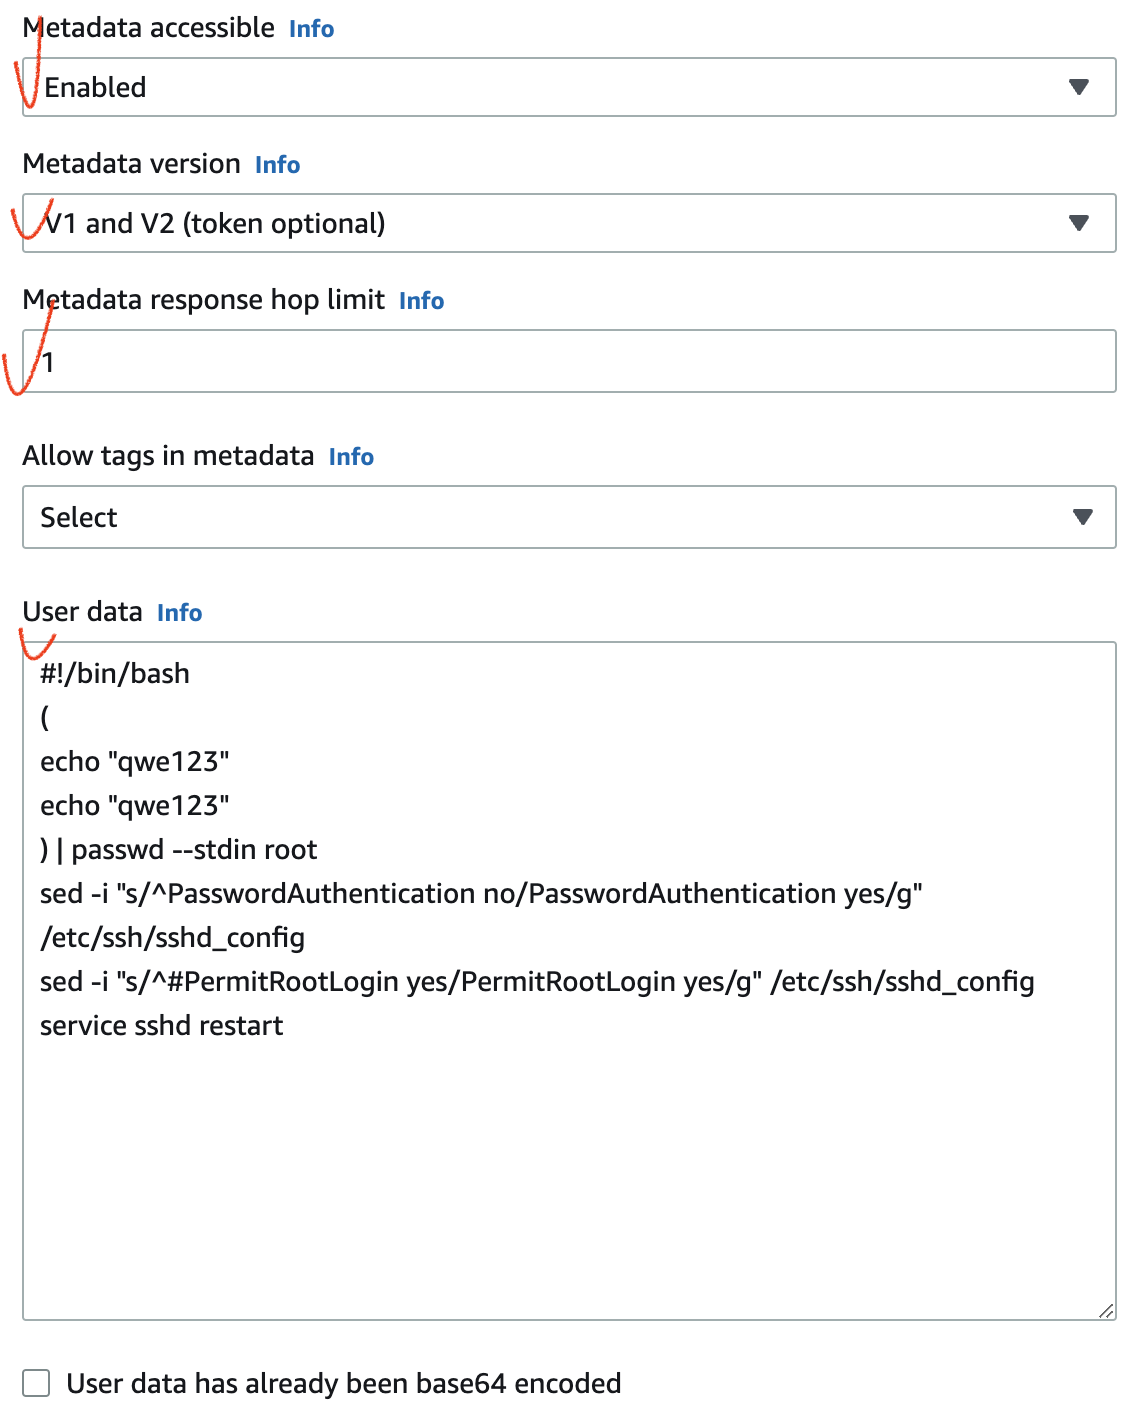 Metadata accessible Info
Enabled
Metadata version Info
V1 and V2 (token optional)
Metadata response hop limit Info
1
Allow tags in metadata Info
Select
User data Info
#!/bin/bash
(
echo "qwe123"
echo "qwe123"
) | passwd --stdin root
sed -i "s/^PasswordAuthentication no/PasswordAuthentication yes/g"
/etc/ssh/sshd_config
sed -i "s/^#PermitRootLogin yes/PermitRootLogin yes/g" /etc/ssh/sshd_config
service sshd restart
User data has already been base64 encoded